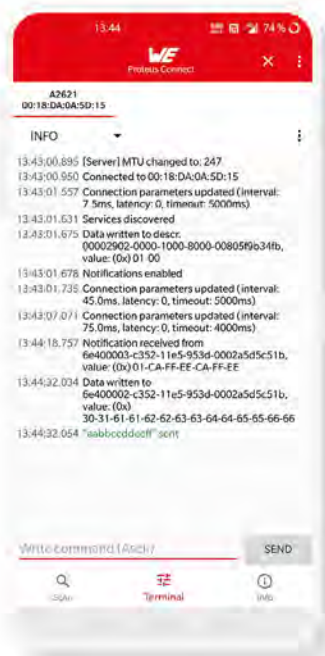 13:44 74%
WE
Proteus Connect
A2621
00:18:DA:0A:5D:15
INFO
13:43:00.895 [Server] MTU changed to: 247
13:43:00.950 Connected to 00:18:DA:0A:5D:15
13:43:01.557 Connection parameters updated (interval:
7.5ms, latency: 0, timeout: 5000ms)
13:43:01.631 Services discovered
13:43:01.675 Data written to descr.
00002902-0000-1000-8000-00805f9b34fb,
value: (0x) 01-00
13:43:01.678 Notifications enabled
13:43:01.735 Connection parameters updated (interval:
45.0ms, latency: 0, timeout: 5000ms)
13:43:07.071 Connection parameters updated (interval:
75.0ms, latency: 0, timeout: 4000ms)
13:44:18.757 Notification received from
6e400003-c352-11e5-953d-0002a5d5c51b,
value: (0x) 01-CA-FF-EE-CA-FF-EE
13:44:32.034 Data written to
6e400002-c352-11e5-953d-0002a5d5c51b,
value: (0x)
30-31-61-61-62-62-63-63-64-64-65-65-66-66
13:44:32.054 "aabbccddeeff" sent
Write command (Ascii)
SEND
Scan Terminal Info